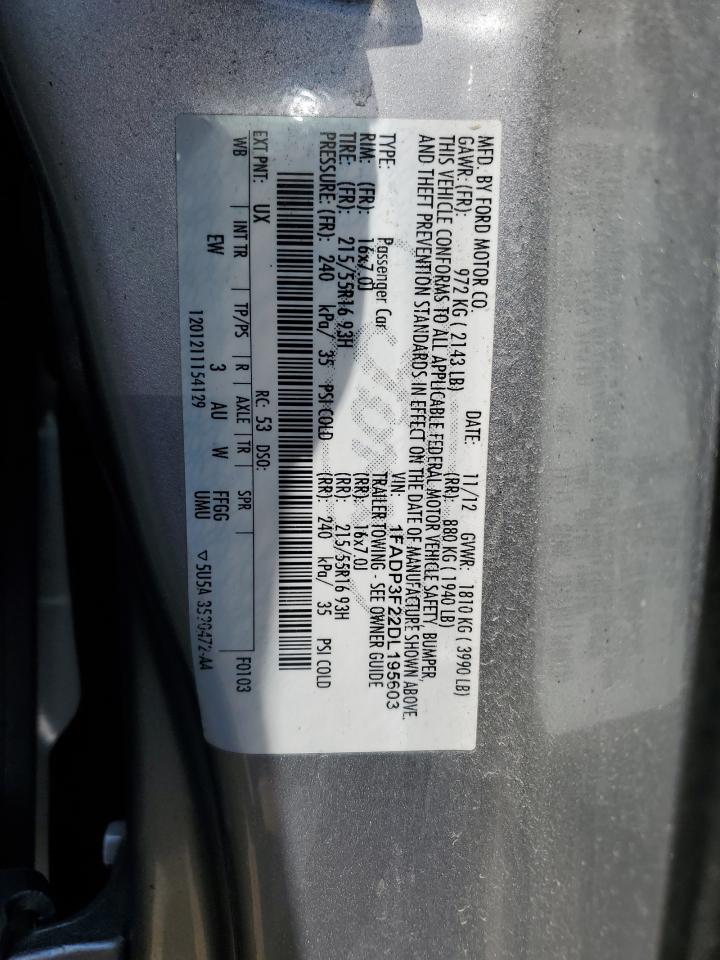 MFD. BY FORD MOTOR CO.
DATE: 11/12 GVWR: 1810 KG ( 3990 LB)
GAWR: (FR): 972 KG ( 2143 LB) (RR): 880 KG ( 1940 LB)
THIS VEHICLE CONFORMS TO ALL APPLICABLE FEDERAL MOTOR VEHICLE SAFETY, BUMPER,
AND THEFT PREVENTION STANDARDS IN EFFECT ON THE DATE OF MANUFACTURE SHOWN ABOVE.
VIN: 1FADP3F22DL195603
TYPE: Passenger Car TRAILER TOWING - SEE OWNER GUIDE
RIM: (FR): 16x7.0J (RR): 16x7.0J
TIRE: (FR): 215/55R16 93H (RR): 215/55R16 93H
PRESSURE: (FR): 240 kPa/ 35 PSI COLD (RR): 240 kPa/ 35 PSI COLD
EXT PNT: UX RC: 53 DSO: F0103
WB INT TR TP/PS R AXLE TR SPR
EW 3 AU W FFGG
UMU
1201211154129 ▽ 5U5A 3520472-AA